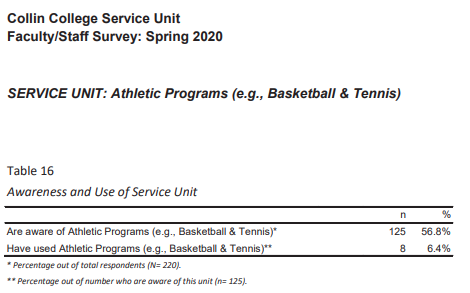 Collin College Service Unit
Faculty/Staff Survey: Spring 2020
SERVICE UNIT: Athletic Programs (e.g., Basketball & Tennis)
Table 16
Awareness and Use of Service Unit
n %
Are aware of Athletic Programs (e.g., Basketball & Tennis)* 125 56.8%
Have used Athletic Programs (e.g., Basketball & Tennis)** 8 6.4%
* Percentage out of total respondents (N= 220).
** Percentage out of number who are aware of this unit (n= 125).